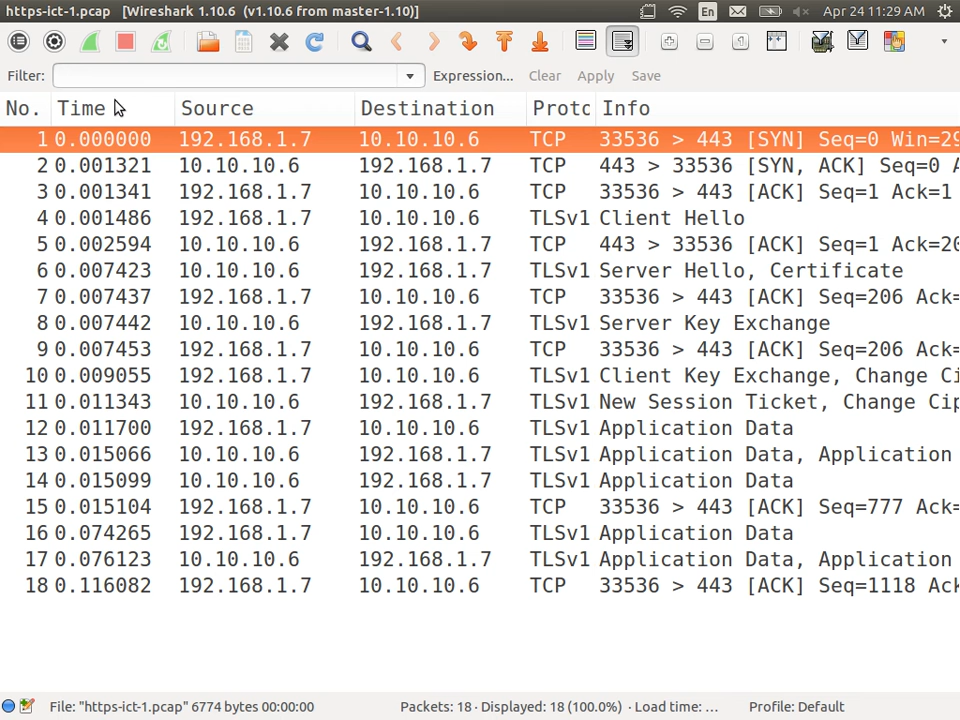 https-ict-1.pcap [Wireshark 1.10.6 (v1.10.6 from master-1.10)] En Apr 24 11:29 AM
Filter: Expression... Clear Apply Save
No. Time Source Destination Protc Info
1 0.000000 192.168.1.7 10.10.10.6 TCP 33536 > 443 [SYN] Seq=0 Win=29
2 0.001321 10.10.10.6 192.168.1.7 TCP 443 > 33536 [SYN, ACK] Seq=0 A
3 0.001341 192.168.1.7 10.10.10.6 TCP 33536 > 443 [ACK] Seq=1 Ack=1
4 0.001486 192.168.1.7 10.10.10.6 TLSv1 Client Hello
5 0.002594 10.10.10.6 192.168.1.7 TCP 443 > 33536 [ACK] Seq=1 Ack=20
6 0.007423 10.10.10.6 192.168.1.7 TLSv1 Server Hello, Certificate
7 0.007437 192.168.1.7 10.10.10.6 TCP 33536 > 443 [ACK] Seq=206 Ack=
8 0.007442 10.10.10.6 192.168.1.7 TLSv1 Server Key Exchange
9 0.007453 192.168.1.7 10.10.10.6 TCP 33536 > 443 [ACK] Seq=206 Ack=
10 0.009055 192.168.1.7 10.10.10.6 TLSv1 Client Key Exchange, Change Ci
11 0.011343 10.10.10.6 192.168.1.7 TLSv1 New Session Ticket, Change Cip
12 0.011700 192.168.1.7 10.10.10.6 TLSv1 Application Data
13 0.015066 10.10.10.6 192.168.1.7 TLSv1 Application Data, Application
14 0.015099 10.10.10.6 192.168.1.7 TLSv1 Application Data
15 0.015104 192.168.1.7 10.10.10.6 TCP 33536 > 443 [ACK] Seq=777 Ack=
16 0.074265 192.168.1.7 10.10.10.6 TLSv1 Application Data
17 0.076123 10.10.10.6 192.168.1.7 TLSv1 Application Data, Application
18 0.116082 192.168.1.7 10.10.10.6 TCP 33536 > 443 [ACK] Seq=1118 Ack
File: "https-ict-1.pcap" 6774 bytes 00:00:00 Packets: 18 · Displayed: 18 (100.0%) · Load time: ... Profile: Default